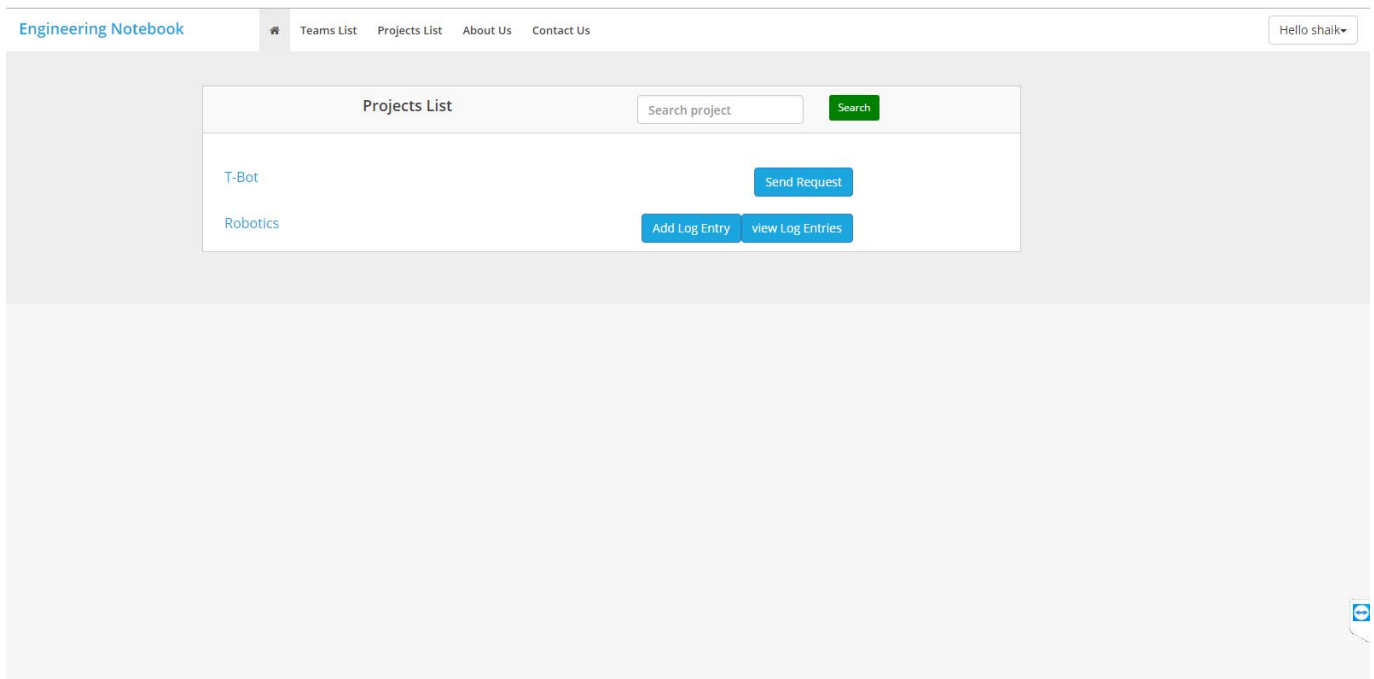 Engineering Notebook Teams List Projects List About Us Contact Us Hello shaik
Projects List Search project Search
T-Bot Send Request
Robotics Add Log Entry view Log Entries